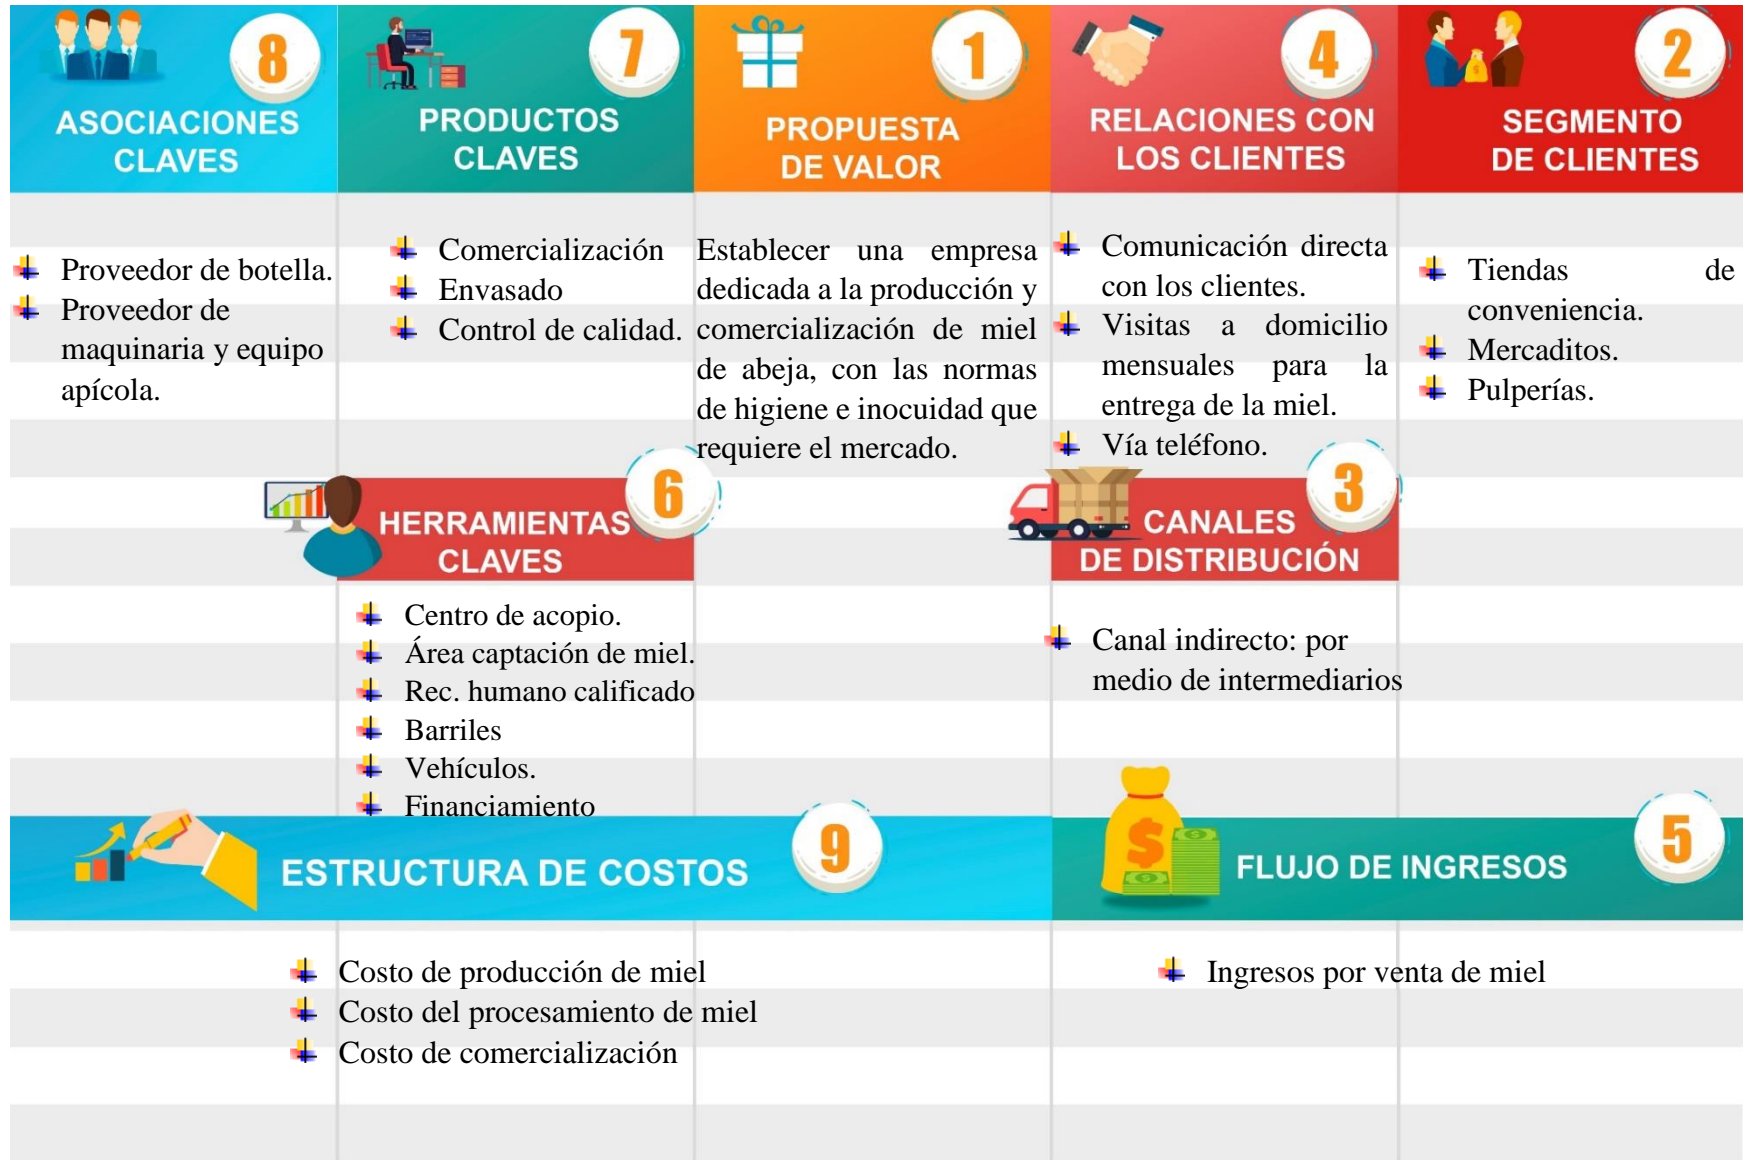 8
ASOCIACIONES
CLAVES
Proveedor de botella.
Proveedor de
maquinaria y equipo
apícola.
7
PRODUCTOS
CLAVES
Comercialización
Envasado
Control de calidad.
6
HERRAMIENTAS
CLAVES
Centro de acopio.
Área captación de miel.
Rec. humano calificado
Barriles
Vehículos.
Financiamiento
1
PROPUESTA
DE VALOR
Establecer una empresa
dedicada a la producción y
comercialización de miel
de abeja, con las normas
de higiene e inocuidad que
requiere el mercado.
4
RELACIONES CON
LOS CLIENTES
Comunicación directa
con los clientes.
Visitas a domicilio
mensuales para la
entrega de la miel.
Vía teléfono.
3
CANALES
DE DISTRIBUCIÓN
Canal indirecto: por
medio de intermediarios
2
SEGMENTO
DE CLIENTES
Tiendas de
conveniencia.
Mercaditos.
Pulperías.
9
ESTRUCTURA DE COSTOS
Costo de producción de miel
Costo del procesamiento de miel
Costo de comercialización
$
5
FLUJO DE INGRESOS
Ingresos por venta de miel